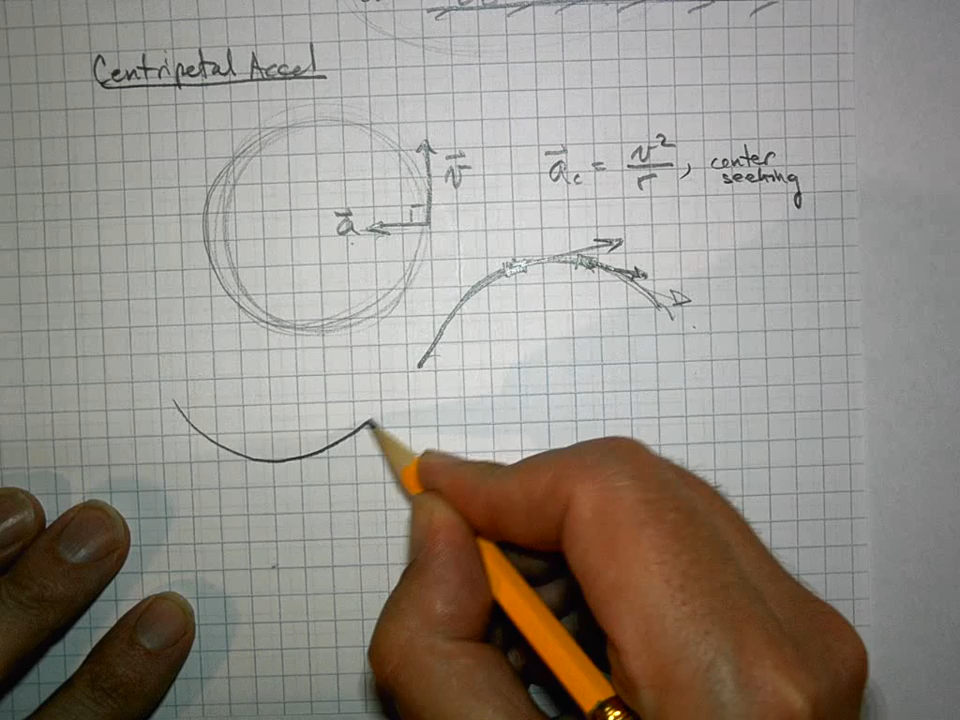 Centripetal Accel
v⃗
a⃗
a⃗c = v²/r, center
seeking